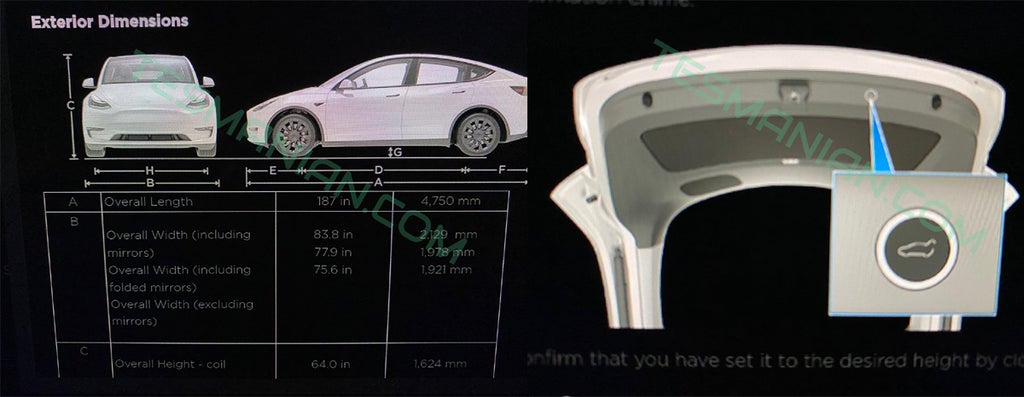 Exterior Dimensions
C
G
H
E
D
F
B
A
A Overall Length 187 in 4,750 mm
B
Overall Width (including 83.8 in 2,129 mm
mirrors) 77.9 in 1,978 mm
Overall Width (including 75.6 in 1,921 mm
folded mirrors)
Overall Width (excluding
mirrors)
C
Overall Height - coil 64.0 in 1,624 mm
TESMANIAN.COM
TESMANIAN.COM
onfirm that you have set it to the desired height by clo